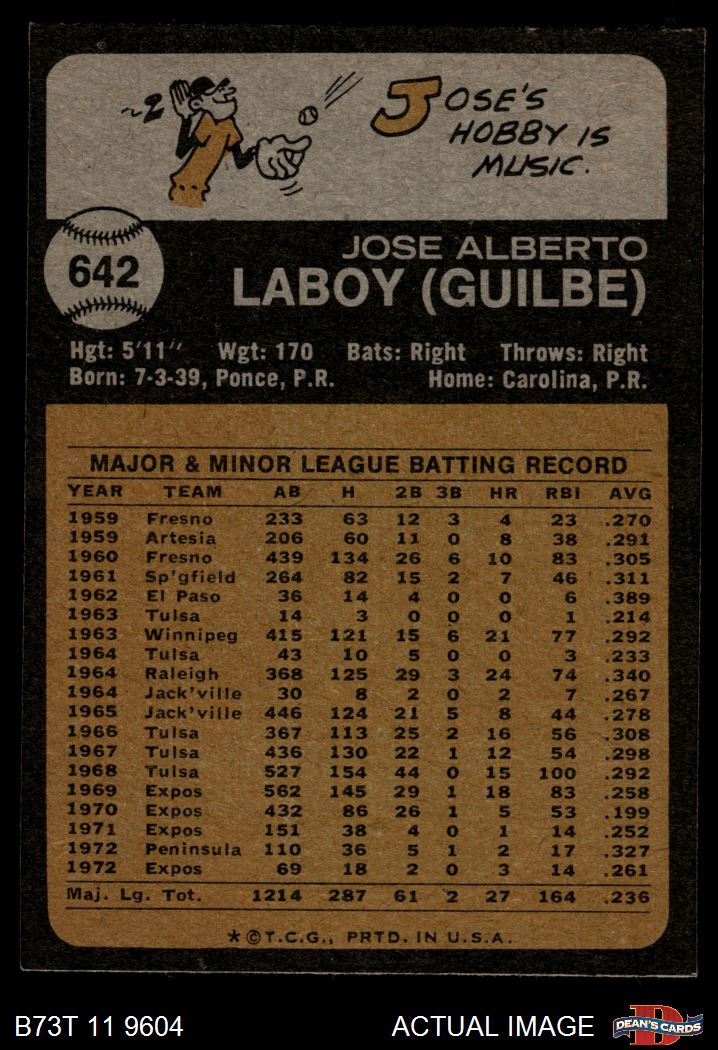 JOSE'S
HOBBY IS
MUSIC.
642
JOSE ALBERTO
LABOY (GUILBE)
Hgt: 5'11" Wgt: 170 Bats: Right Throws: Right
Born: 7-3-39, Ponce, P.R. Home: Carolina, P.R.
MAJOR & MINOR LEAGUE BATTING RECORD
YEAR TEAM AB H 2B 3B HR RBI AVG
1959 Fresno 233 63 12 3 4 23 .270
1959 Artesia 206 60 11 0 8 38 .291
1960 Fresno 439 134 26 6 10 83 .305
1961 Sp'gfield 264 82 15 2 7 46 .311
1962 El Paso 36 14 4 0 0 6 .389
1963 Tulsa 14 3 0 0 0 1 .214
1963 Winnipeg 415 121 15 6 21 77 .292
1964 Tulsa 43 10 5 0 0 3 .233
1964 Raleigh 368 125 29 3 24 74 .340
1964 Jack'ville 30 8 2 0 2 7 .267
1965 Jack'ville 446 124 21 5 8 44 .278
1966 Tulsa 367 113 25 2 16 56 .308
1967 Tulsa 436 130 22 1 12 54 .298
1968 Tulsa 527 154 44 0 15 100 .292
1969 Expos 562 145 29 1 18 83 .258
1970 Expos 432 86 26 1 5 53 .199
1971 Expos 151 38 4 0 1 14 .252
1972 Peninsula 110 36 5 1 2 17 .327
1972 Expos 69 18 2 0 3 14 .261
Maj. Lg. Tot. 1214 287 61 2 27 164 .236
*©T.C.G., PRTD. IN U.S.A.
B73T 11 9604 ACTUAL IMAGE DEAN'S CARDS